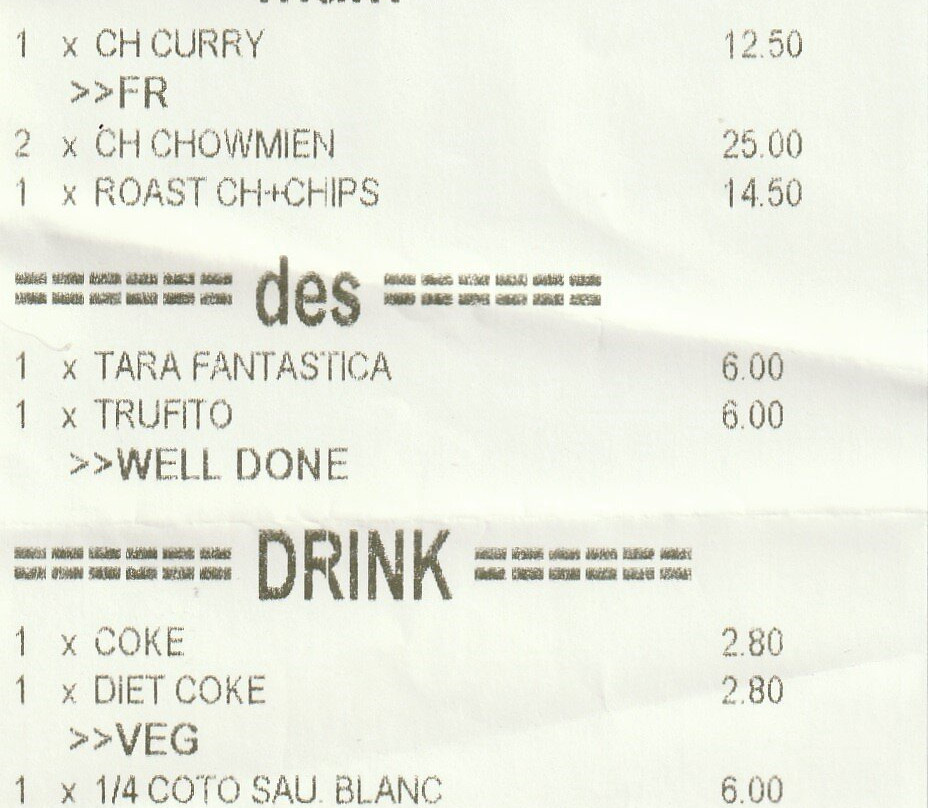 1 x CH CURRY 12.50
>>FR
2 x CH CHOWMIEN 25.00
1 x ROAST CH+CHIPS 14.50
====== des ======
1 x TARA FANTASTICA 6.00
1 x TRUFITO 6.00
>>WELL DONE
====== DRINK ======
1 x COKE 2.80
1 x DIET COKE 2.80
>>VEG
1 x 1/4 COTO SAU. BLANC 6.00